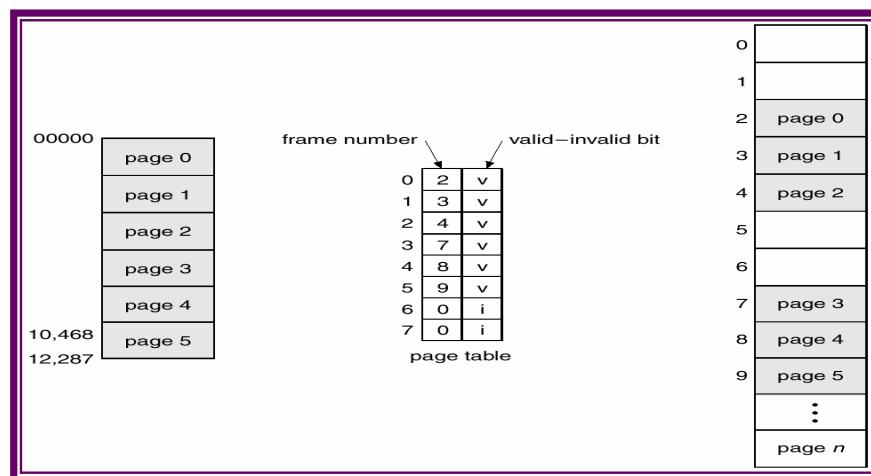 00000
page 0
page 1
page 2
page 3
page 4
page 5
10,468
12,287
frame number
valid–invalid bit
0 2 v
1 3 v
2 4 v
3 7 v
4 8 v
5 9 v
6 0 i
7 0 i
page table
0
1
2 page 0
3 page 1
4 page 2
5
6
7 page 3
8 page 4
9 page 5
page n